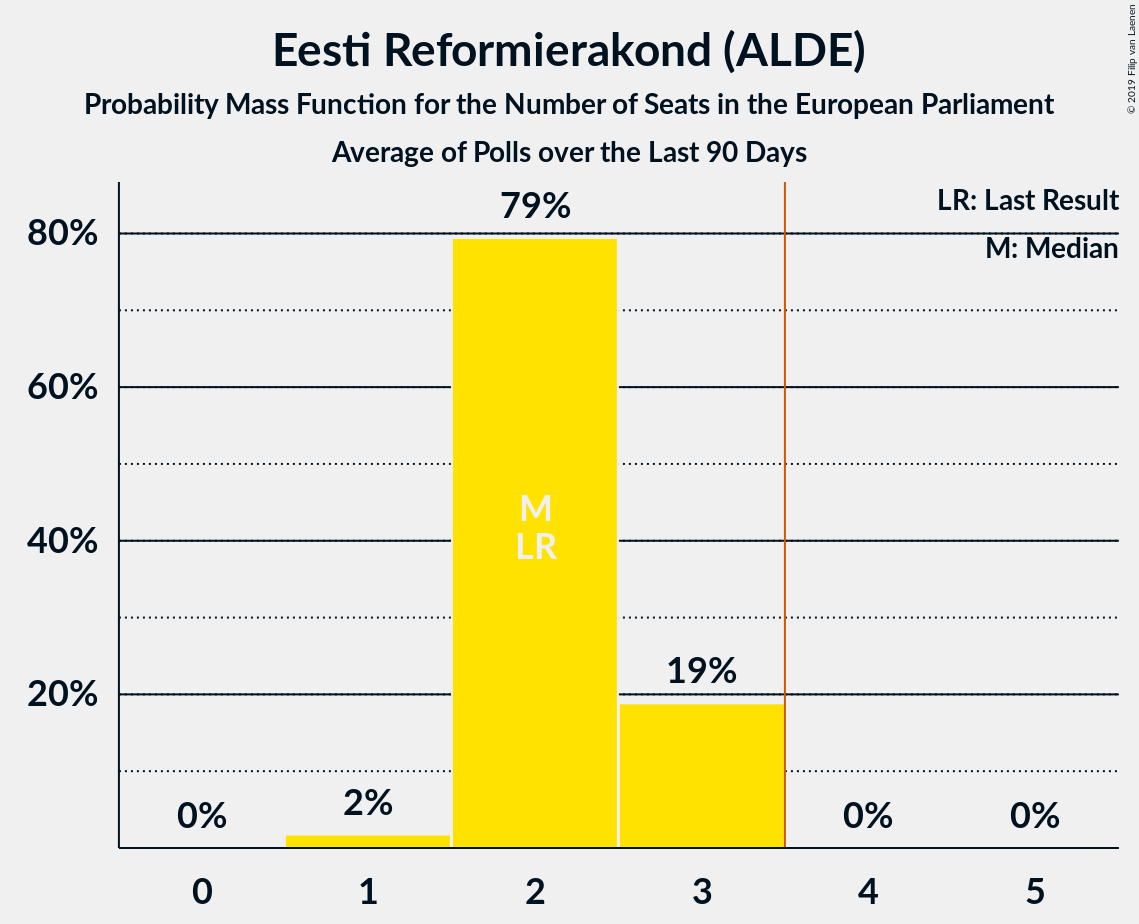 Eesti Reformierakond (ALDE)
Probability Mass Function for the Number of Seats in the European Parliament
Average of Polls over the Last 90 Days
© 2019 Filip van Laenen
LR: Last Result
M: Median
80%
60%
40%
20%
0%
2%
79%
M
LR
19%
0%
0%
0 1 2 3 4 5